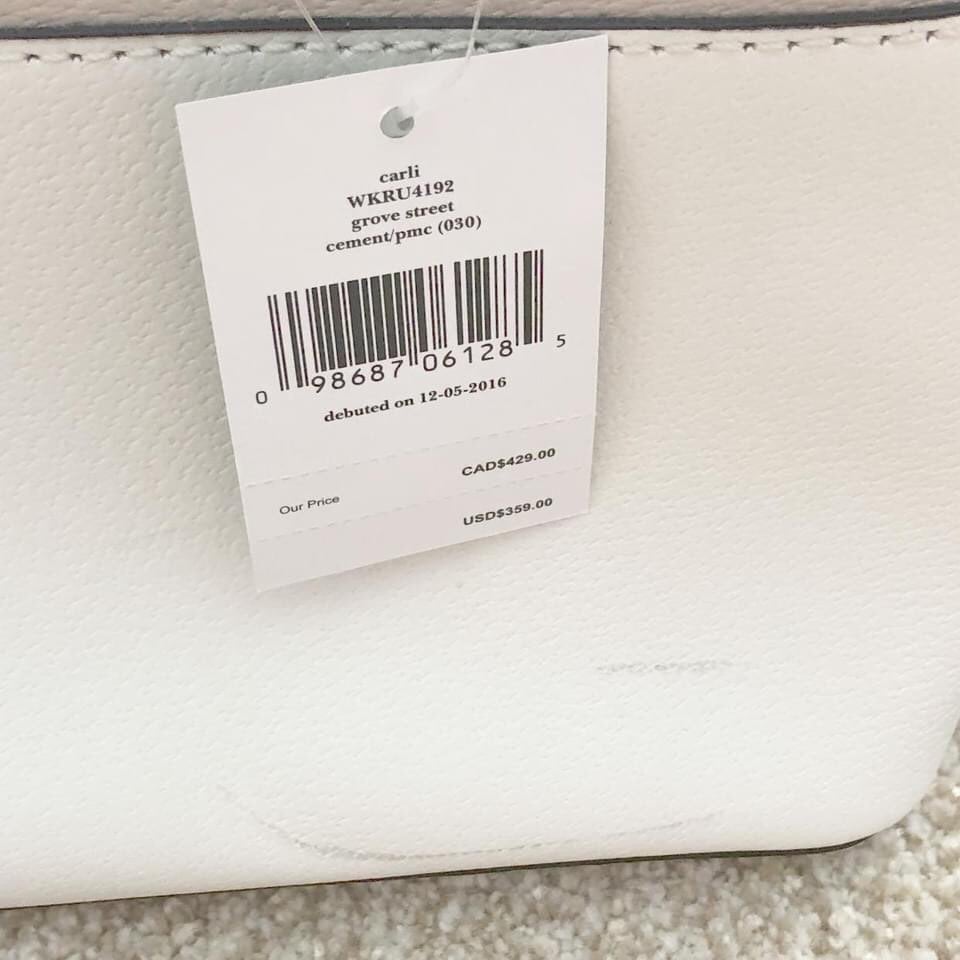 carli
WKRU4192
grove street
cement/pmc (030)
0 98687 06128 5
debuted on 12-05-2016
CAD$429.00
Our Price
USD$359.00